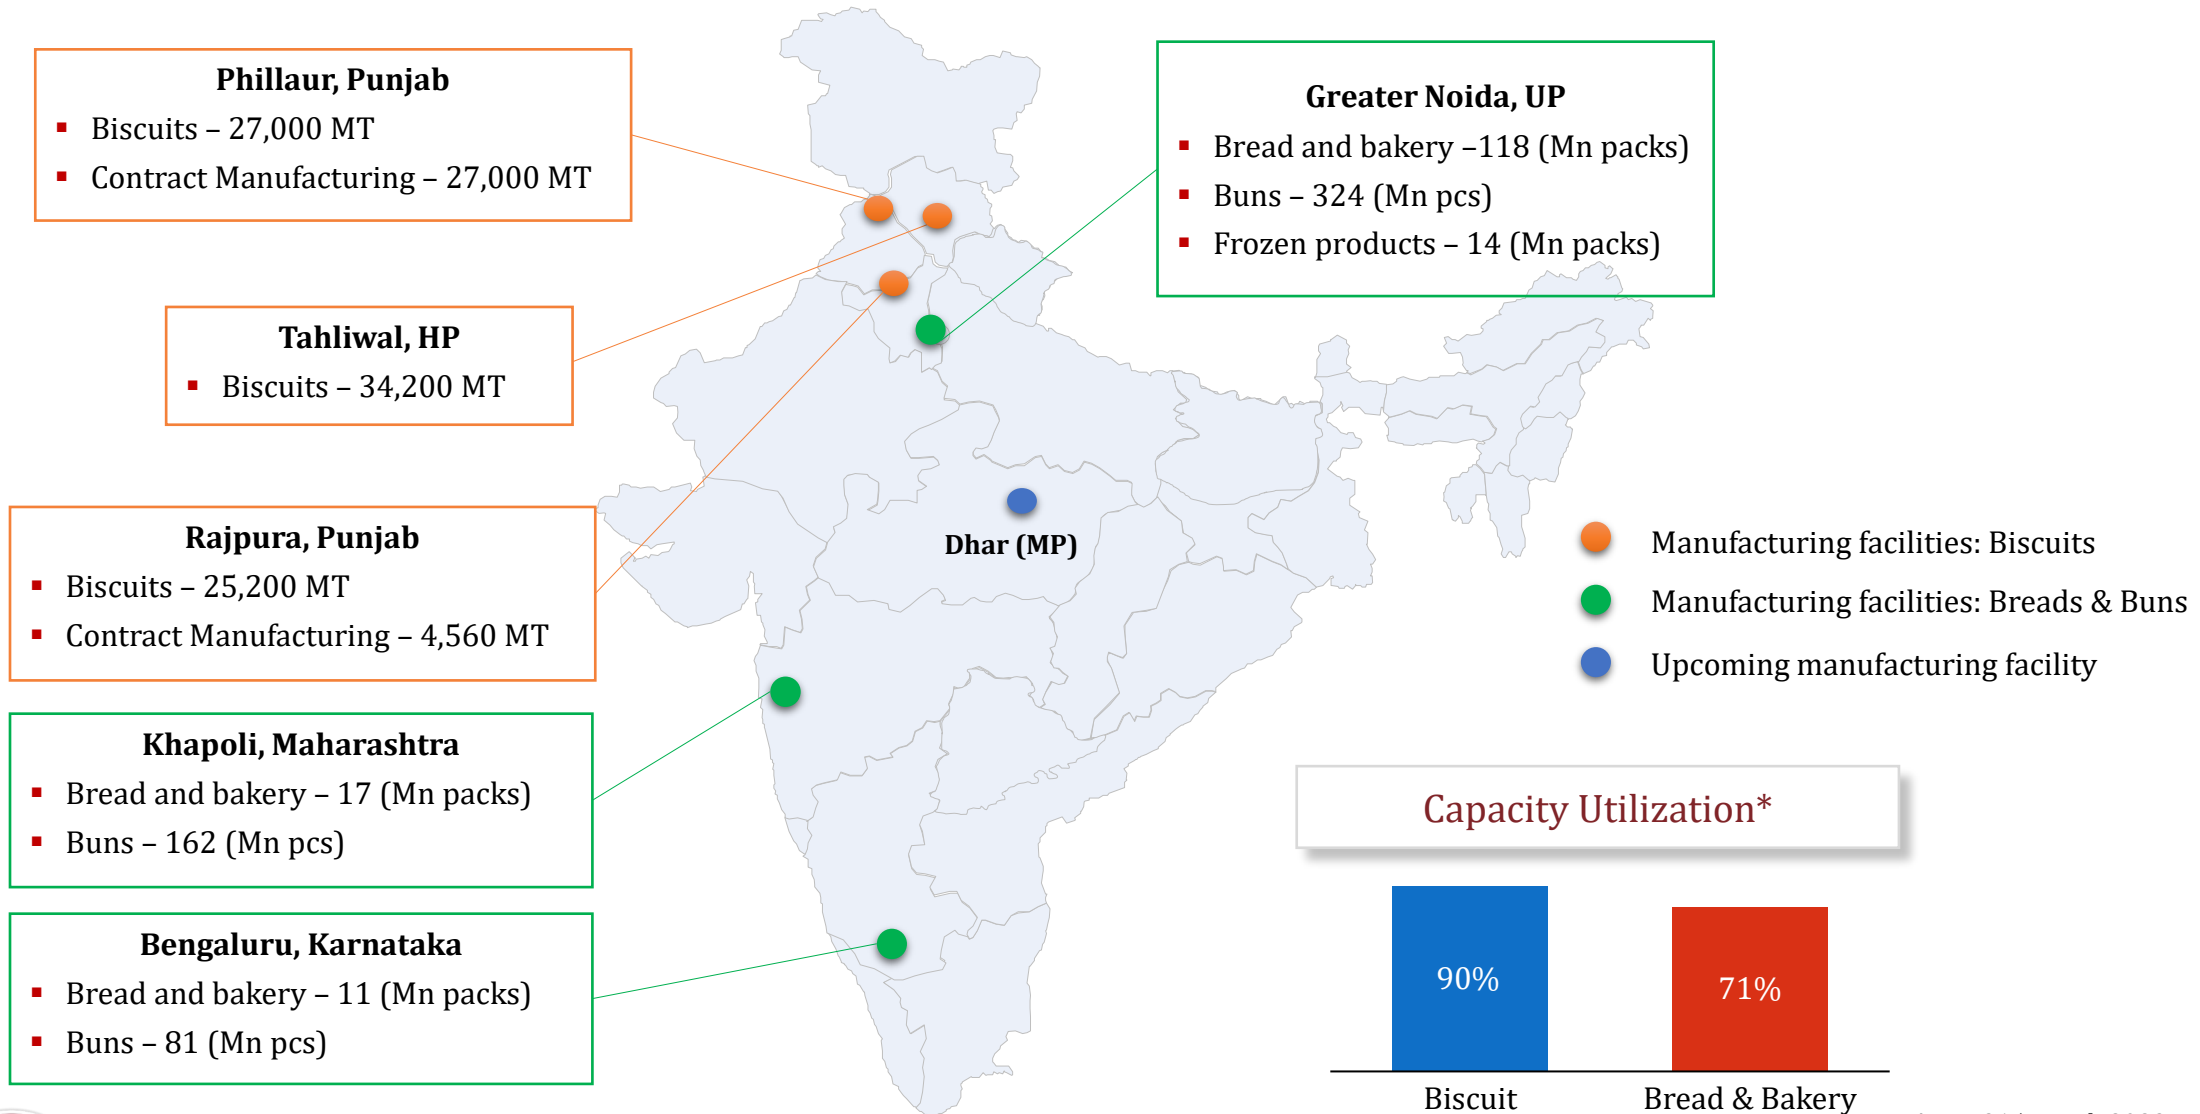 Phillaur, Punjab
▪ Biscuits – 27,000 MT
▪ Contract Manufacturing – 27,000 MT
Greater Noida, UP
▪ Bread and bakery –118 (Mn packs)
▪ Buns – 324 (Mn pcs)
▪ Frozen products – 14 (Mn packs)
Tahliwal, HP
▪ Biscuits – 34,200 MT
Rajpura, Punjab
▪ Biscuits – 25,200 MT
▪ Contract Manufacturing – 4,560 MT
Dhar (MP)
Manufacturing facilities: Biscuits
Manufacturing facilities: Breads & Buns
Upcoming manufacturing facility
Khapoli, Maharashtra
▪ Bread and bakery – 17 (Mn packs)
▪ Buns – 162 (Mn pcs)
Bengaluru, Karnataka
▪ Bread and bakery – 11 (Mn packs)
▪ Buns – 81 (Mn pcs)
Capacity Utilization*
90%
71%
Biscuit
Bread & Bakery